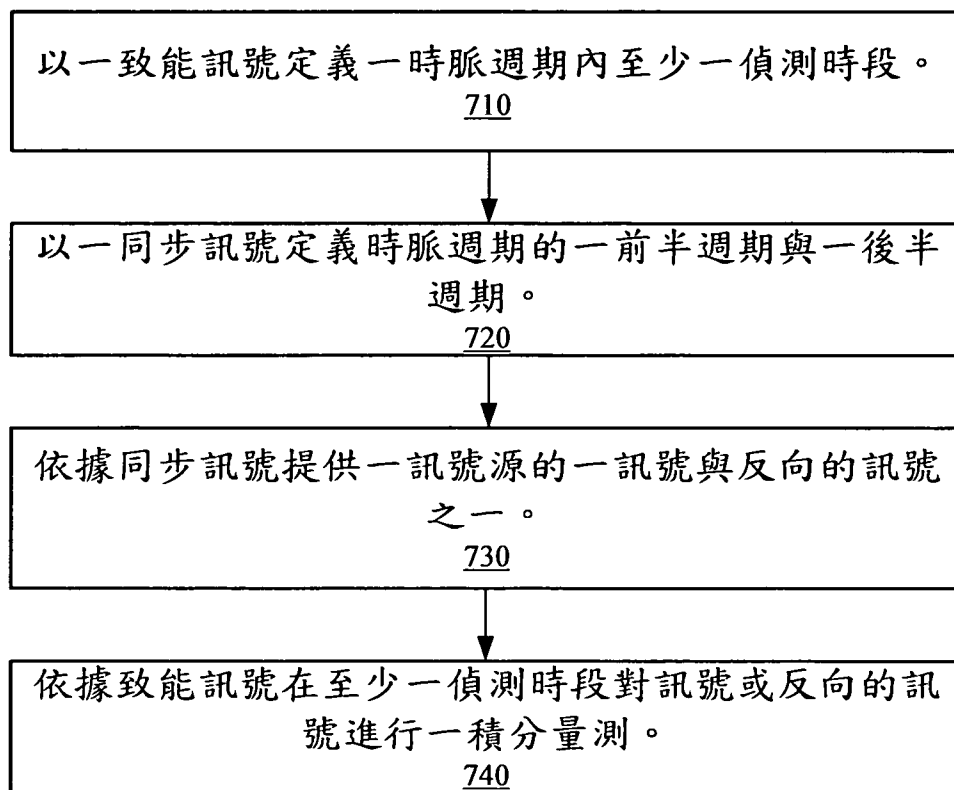 以一致能訊號定義一時脈週期內至少一偵測時段。
710
以一同步訊號定義時脈週期的一前半週期與一後半
週期。
720
依據同步訊號提供一訊號源的一訊號與反向的訊號
之一。
730
依據致能訊號在至少一偵測時段對訊號或反向的訊
號進行一積分量測。
740